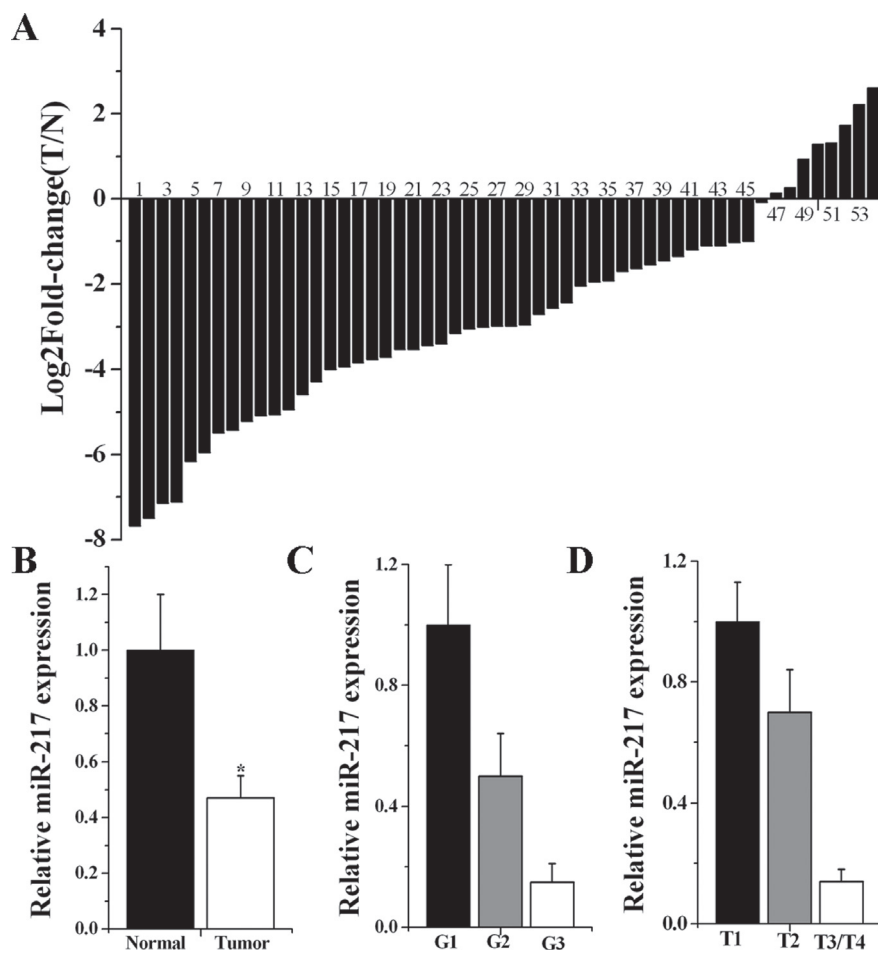 A
Log2Fold-change(T/N)
4
2
0
-2
-4
-6
-8
1 3 5 7 9 11 13 15 17 19 21 23 25 27 29 31 33 35 37 39 41 43 45
47 49 51 53
B
Relative miR-217 expression
1.2
1.0
0.8
0.6
0.4
0.2
0.0
*
Normal Tumor
C
Relative miR-217 expression
1.2
0.8
0.4
0.0
G1 G2 G3
D
Relative miR-217 expression
1.2
0.8
0.4
0.0
T1 T2 T3/T4